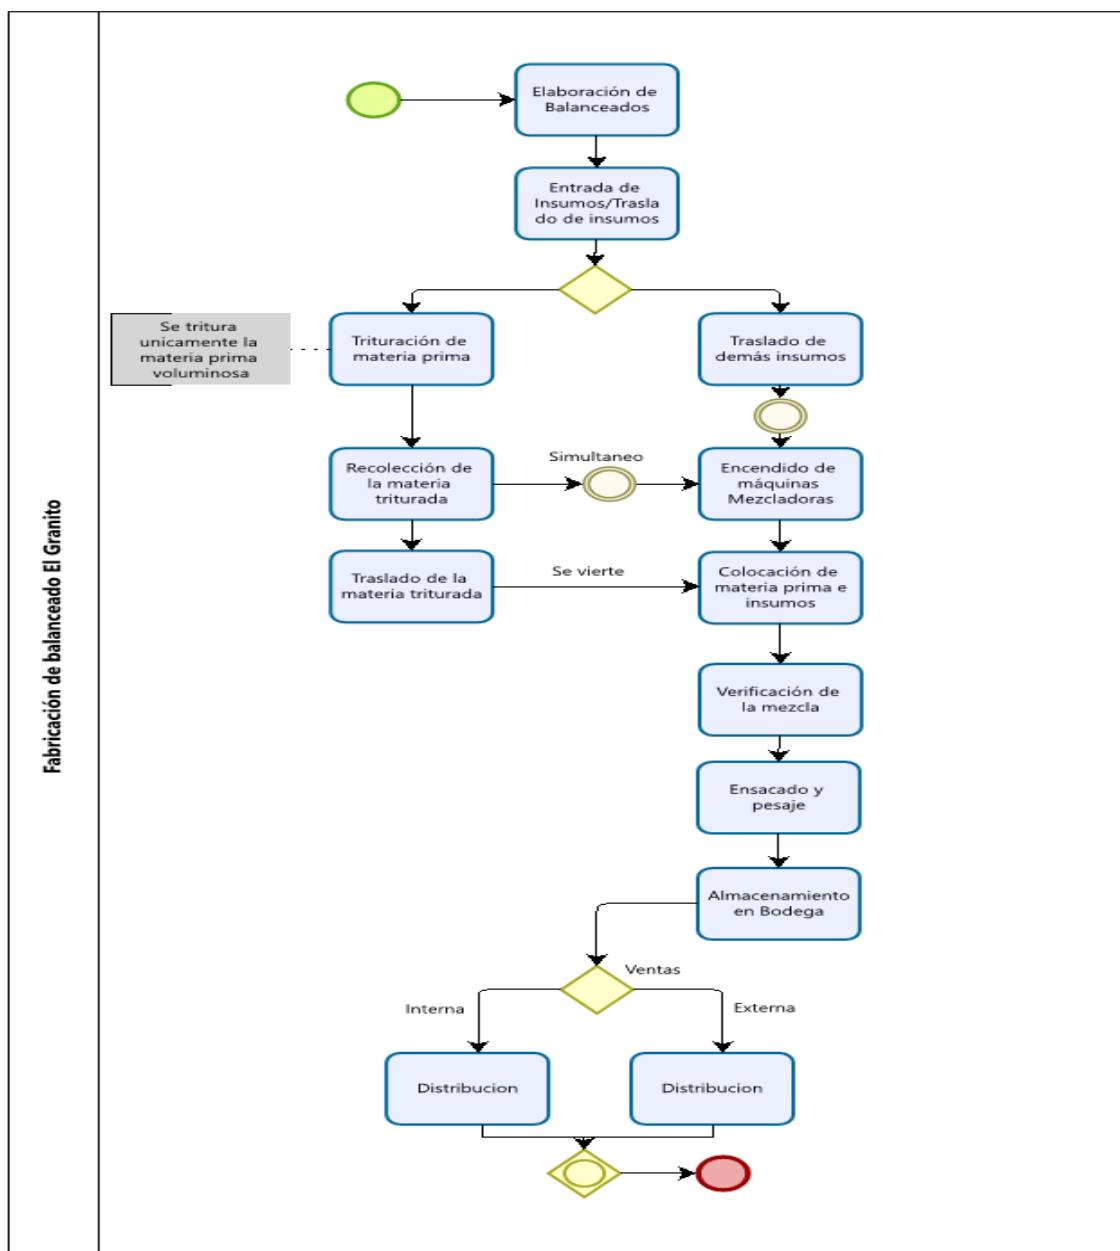 Fabricación de balanceado El Granito
Elaboración de
Balanceados
Entrada de
Insumos/Trasla
do de insumos
Se tritura
unicamente la
materia prima
voluminosa
Trituración de
materia prima
Traslado de
demás insumos
Recolección de
la materia
triturada
Simultaneo
Encendido de
máquinas
Mezcladoras
Traslado de la
materia triturada
Se vierte
Colocación de
materia prima e
insumos
Verificación de
la mezcla
Ensacado y
pesaje
Almacenamiento
en Bodega
Ventas
Interna
Externa
Distribucion
Distribucion